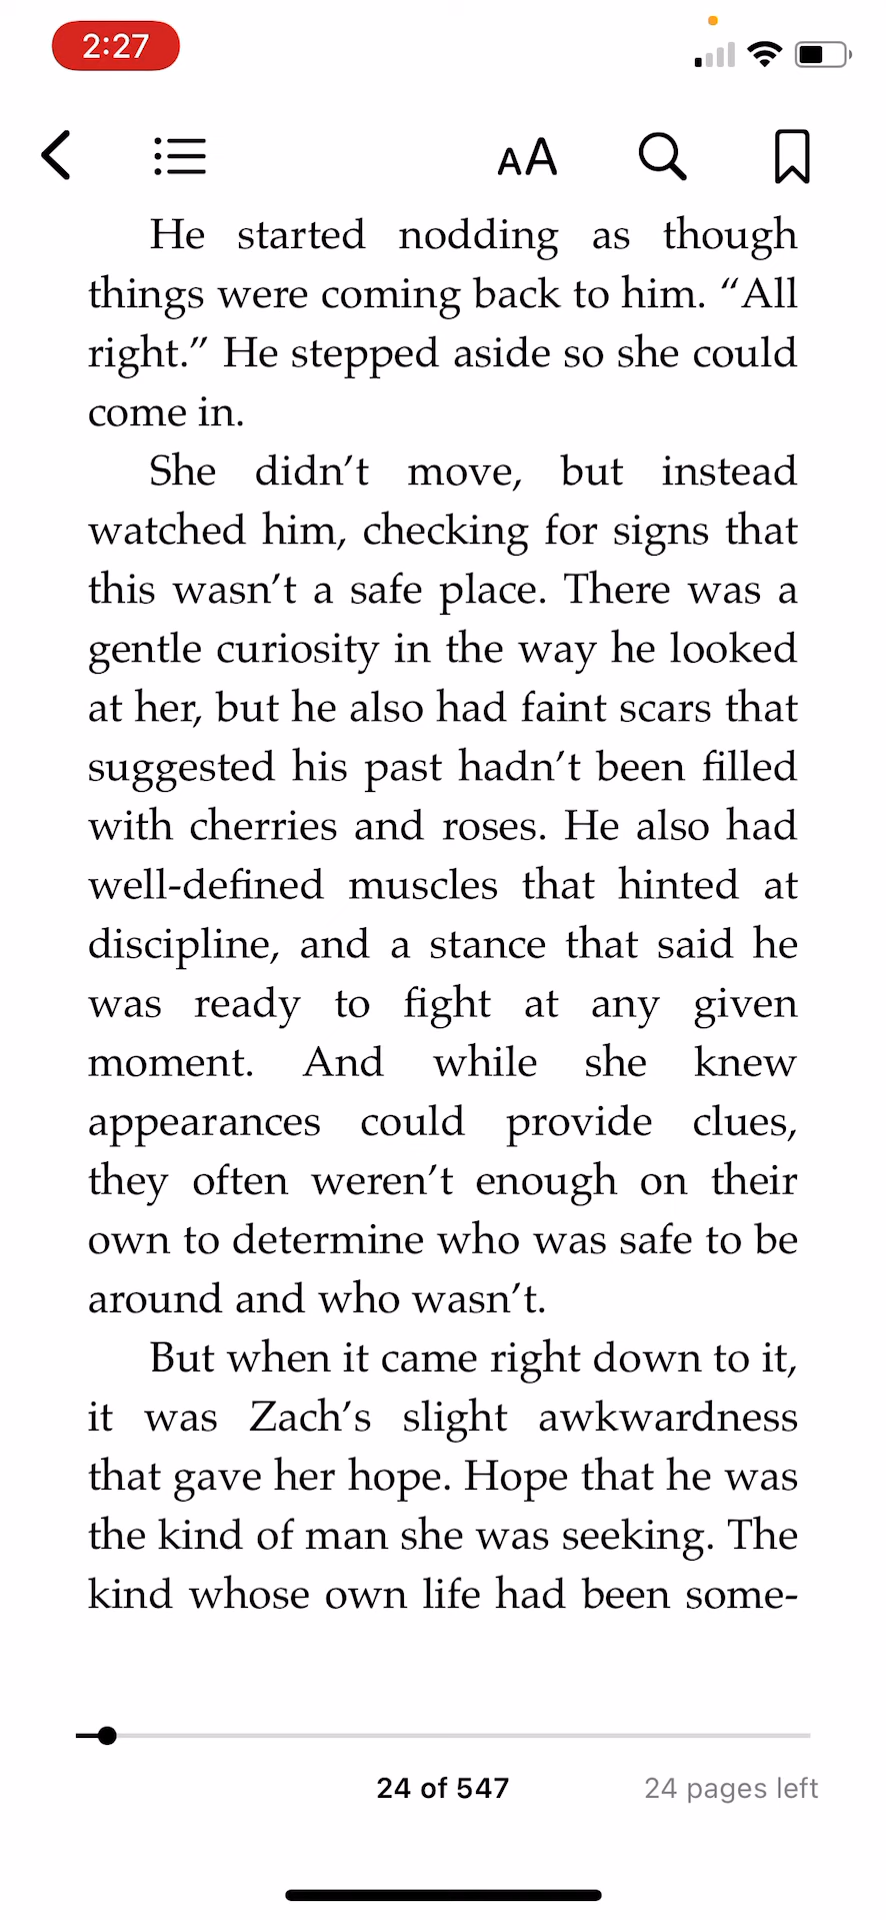 2:27
AA
He started nodding as though
things were coming back to him. “All
right.” He stepped aside so she could
come in.
She didn’t move, but instead
watched him, checking for signs that
this wasn’t a safe place. There was a
gentle curiosity in the way he looked
at her, but he also had faint scars that
suggested his past hadn’t been filled
with cherries and roses. He also had
well-defined muscles that hinted at
discipline, and a stance that said he
was ready to fight at any given
moment. And while she knew
appearances could provide clues,
they often weren’t enough on their
own to determine who was safe to be
around and who wasn’t.
But when it came right down to it,
it was Zach’s slight awkwardness
that gave her hope. Hope that he was
the kind of man she was seeking. The
kind whose own life had been some-
24 of 547
24 pages left